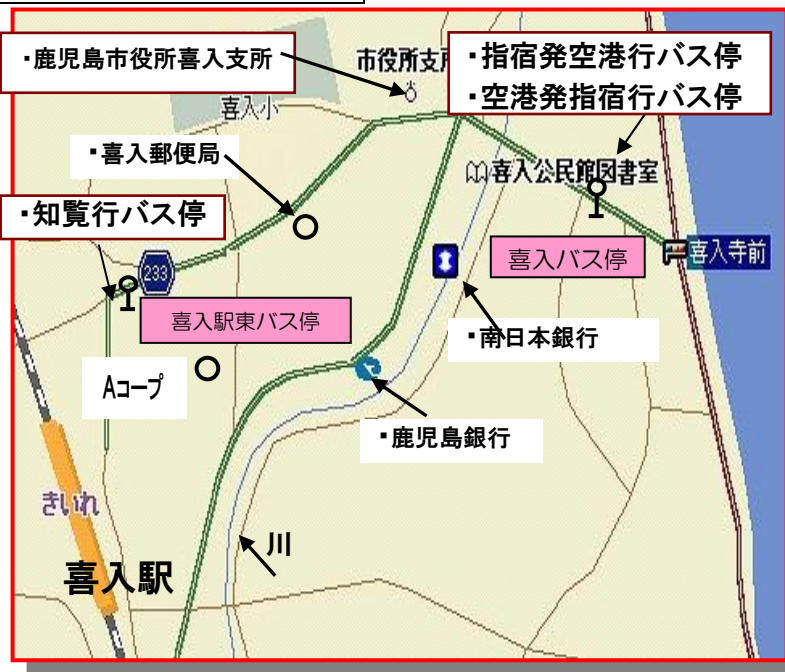 ・鹿児島市役所喜入支所
市役所支
・指宿発空港行バス停
・空港発指宿行バス停
喜入小
・喜入郵便局
喜入公民館図書室
・知覧行バス停
喜入バス停
喜入寺前
233
喜入駅東バス停
・南日本銀行
Aコープ
・鹿児島銀行
きいれ
川
喜入駅